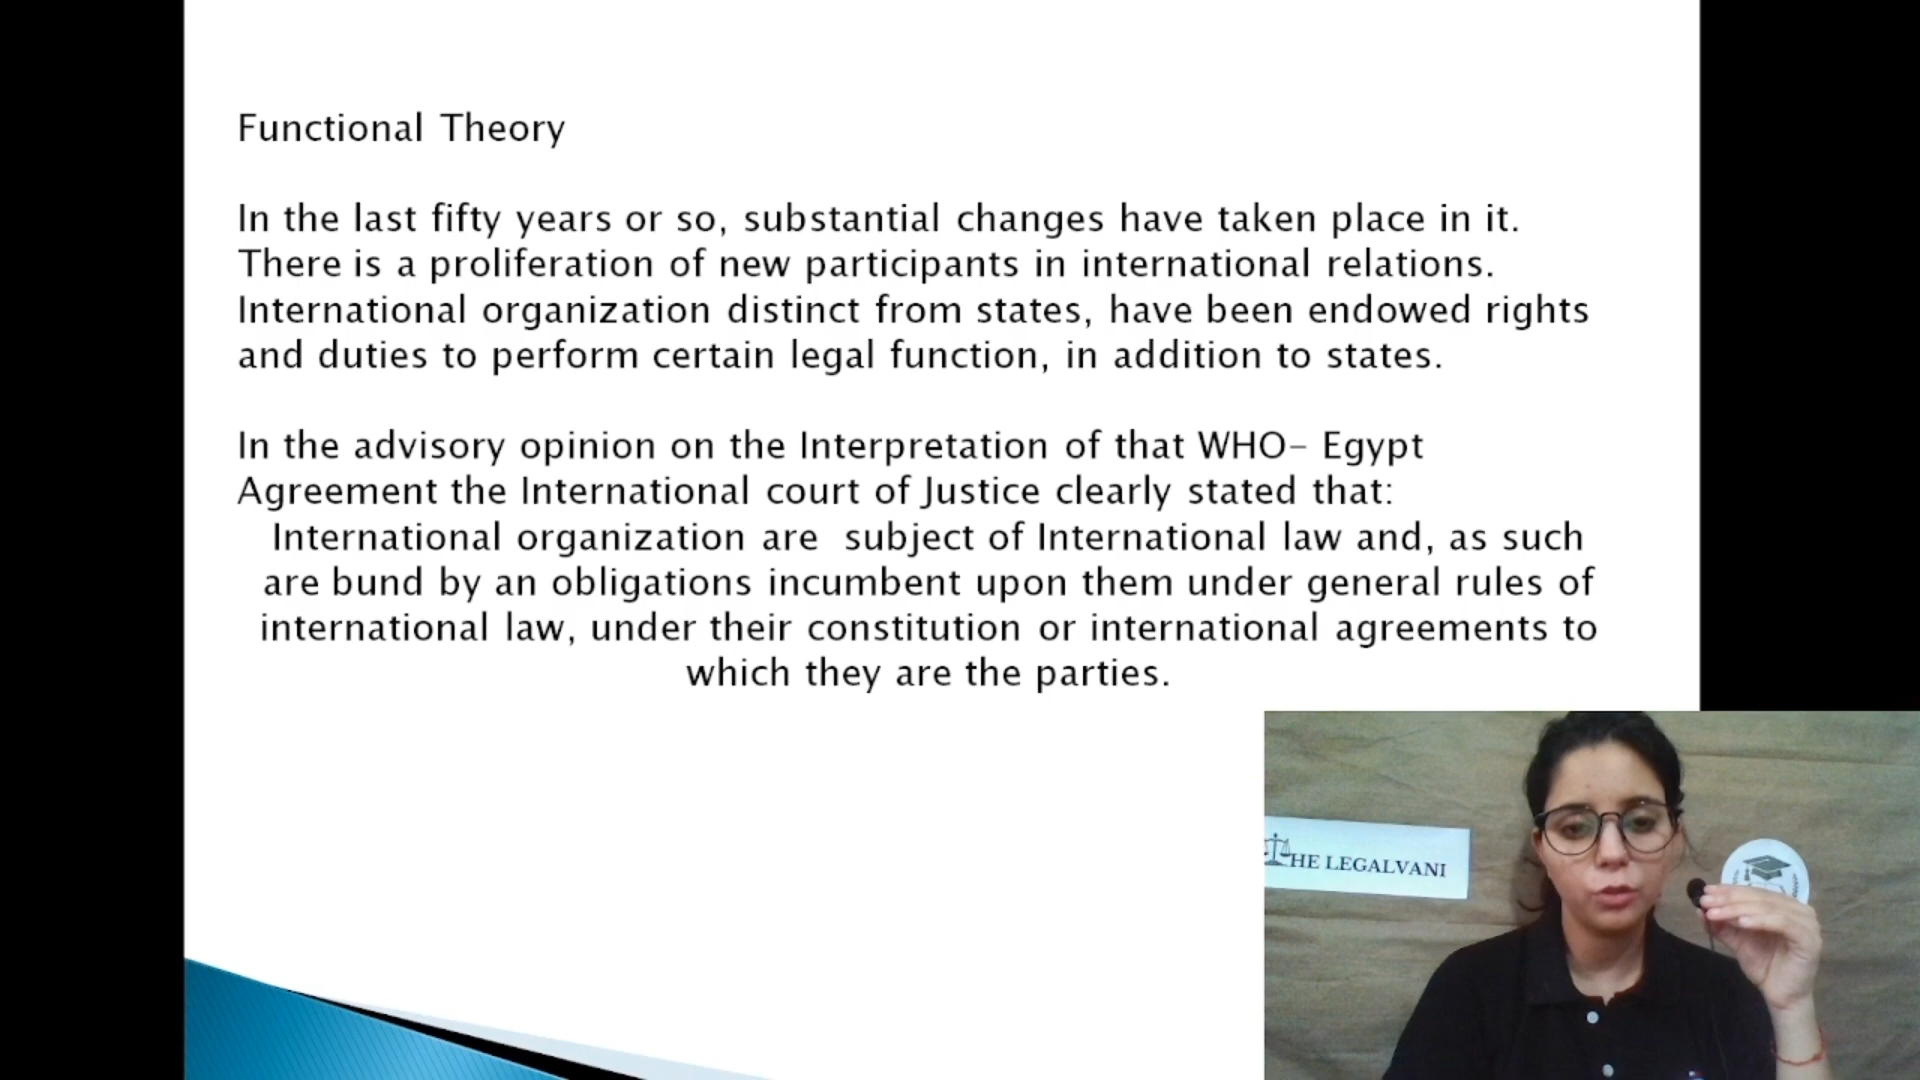 Functional Theory
In the last fifty years or so, substantial changes have taken place in it.
There is a proliferation of new participants in international relations.
International organization distinct from states, have been endowed rights
and duties to perform certain legal function, in addition to states.
In the advisory opinion on the Interpretation of that WHO- Egypt
Agreement the International court of Justice clearly stated that:
International organization are  subject of International law and, as such
are bund by an obligations incumbent upon them under general rules of
international law, under their constitution or international agreements to
which they are the parties.
THE LEGALVANI